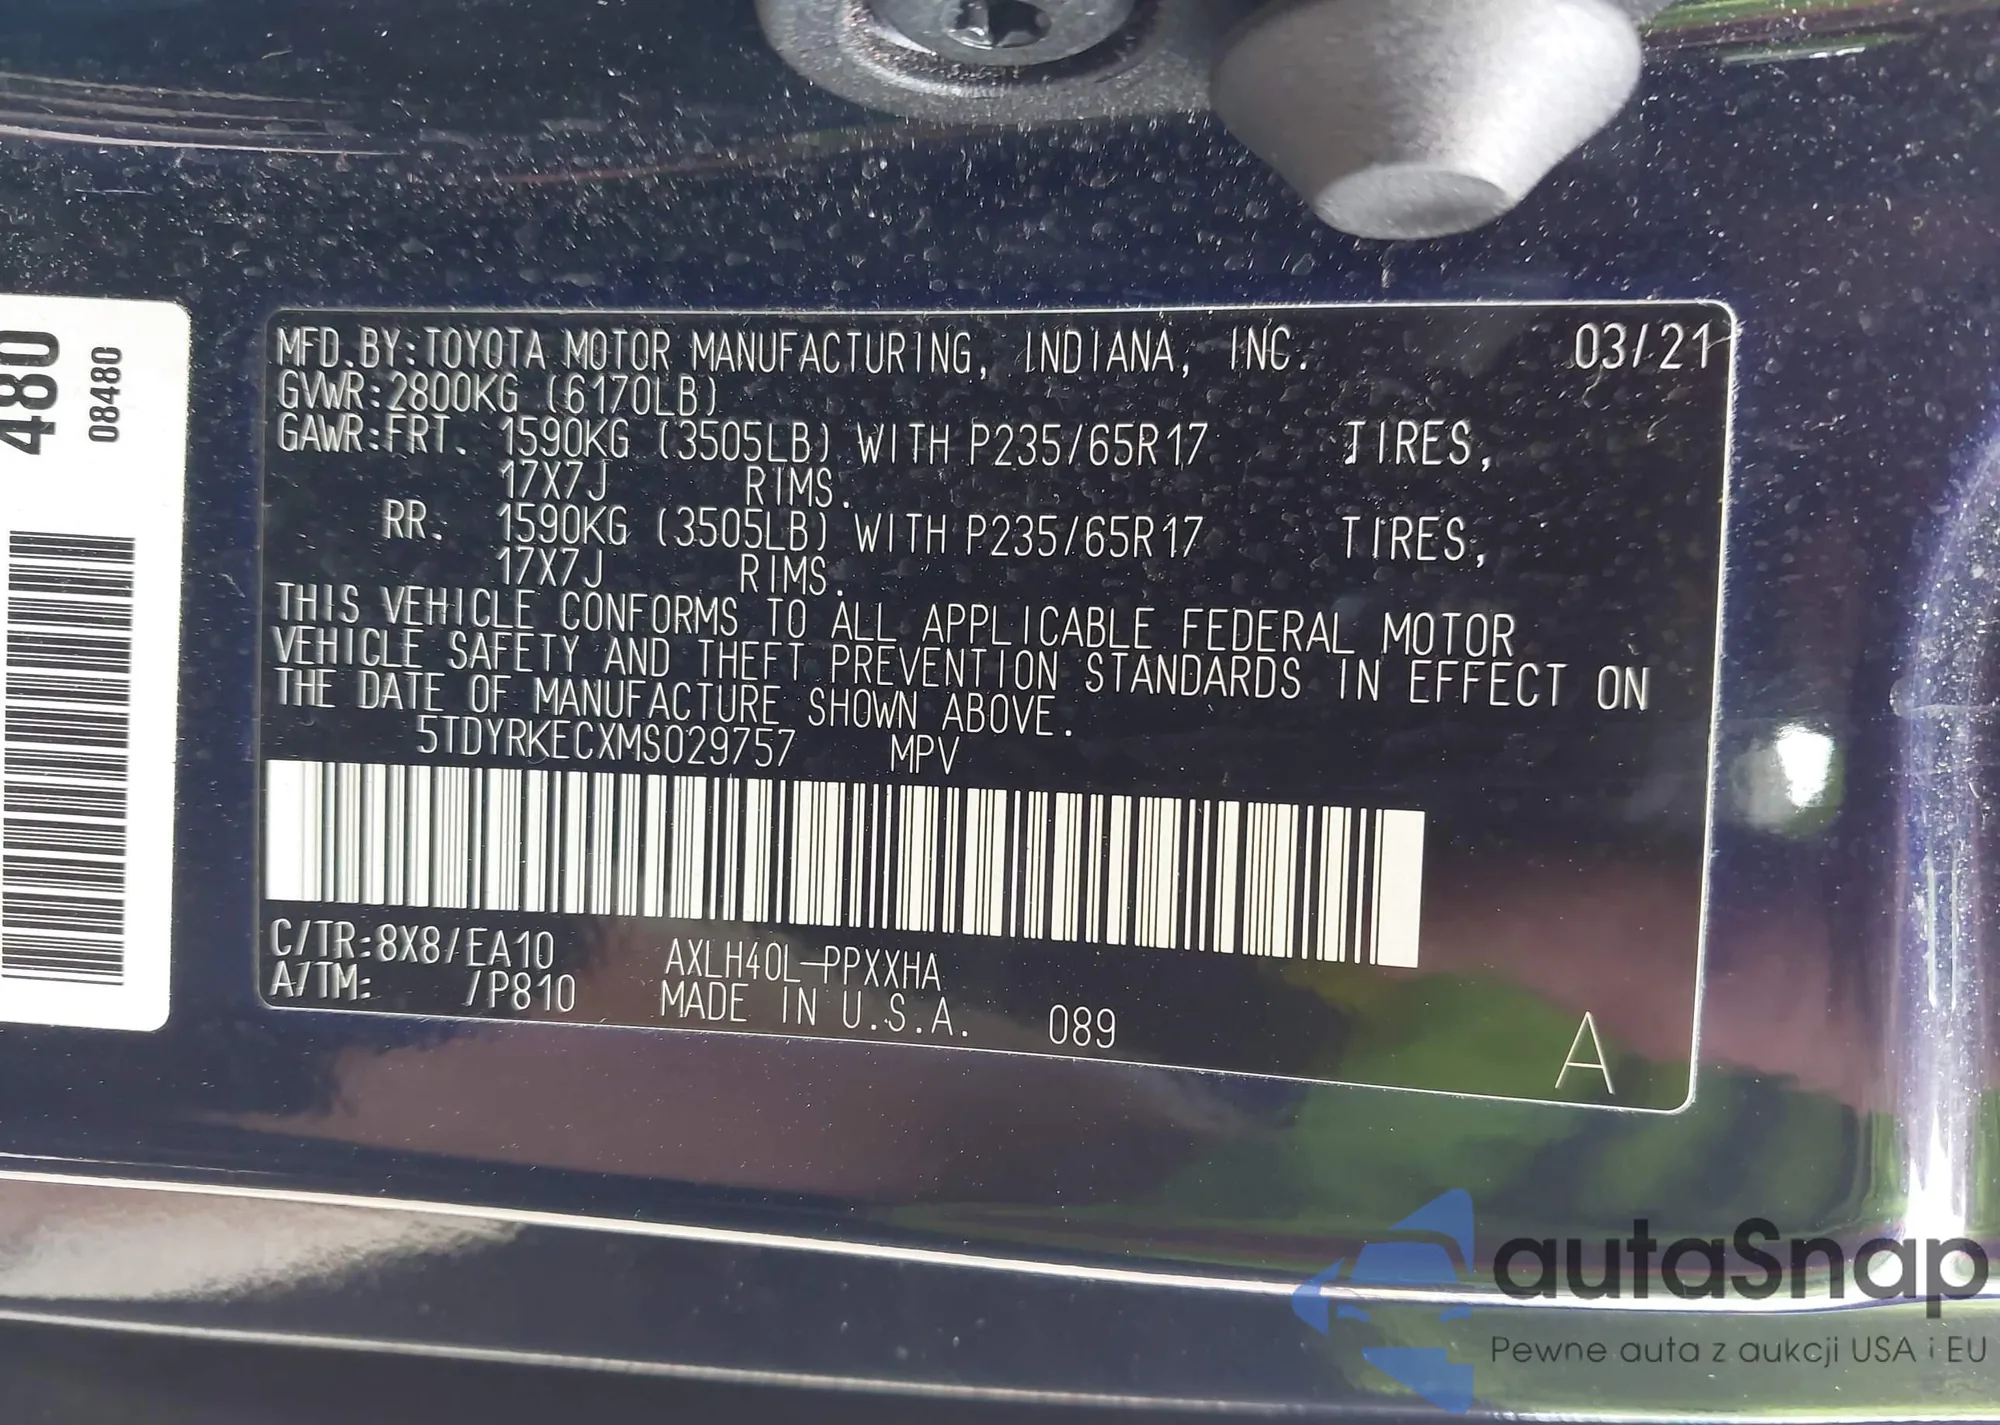 480
08480
MFD.BY:TOYOTA MOTOR MANUFACTURING, INDIANA, INC. 03/21
GVWR:2800KG (6170LB)
GAWR:FRT. 1590KG (3505LB) WITH P235/65R17 TIRES,
17X7J RIMS.
RR. 1590KG (3505LB) WITH P235/65R17 TIRES,
17X7J RIMS.
THIS VEHICLE CONFORMS TO ALL APPLICABLE FEDERAL MOTOR
VEHICLE SAFETY AND THEFT PREVENTION STANDARDS IN EFFECT ON
THE DATE OF MANUFACTURE SHOWN ABOVE.
5TDYRKECXMS029757 MPV
C/TR:8X8/EA10 AXLH40L-PPXXHA
A/TM: /P810 MADE IN U.S.A. 089
A
autaSnap
Pewne auta z aukcji USA i EU